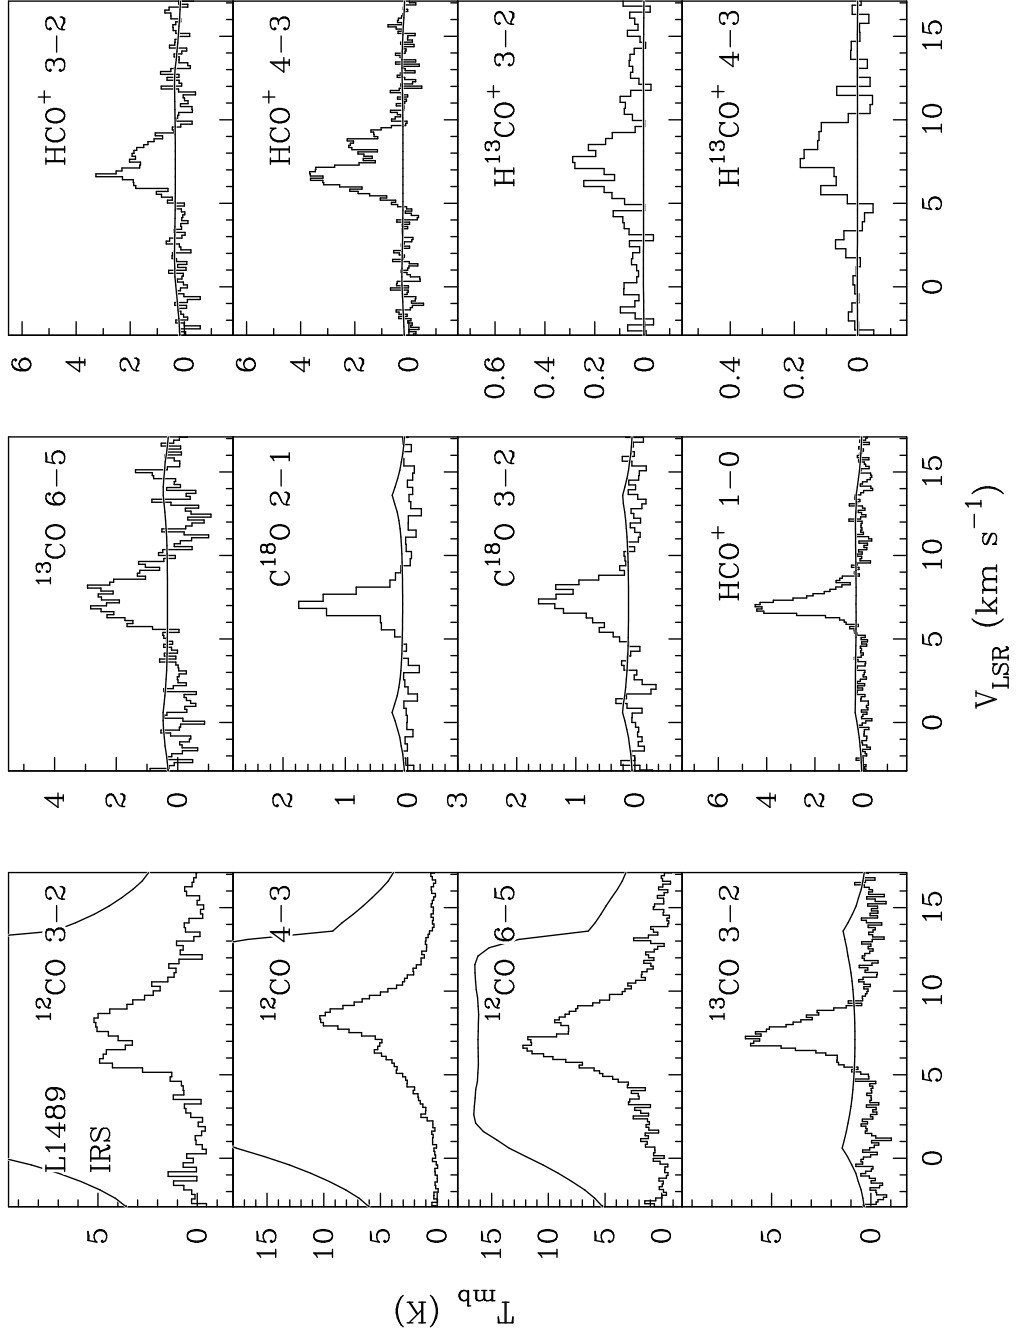 L1489
IRS
¹²CO 3−2
5
0
¹³CO 6−5
4
2
0
HCO⁺ 3−2
6
4
2
0
¹²CO 4−3
15
10
5
0
C¹⁸O 2−1
2
1
0
HCO⁺ 4−3
6
4
2
0
T_mb (K)
¹²CO 6−5
15
10
5
0
C¹⁸O 3−2
3
2
1
0
H¹³CO⁺ 3−2
0.6
0.4
0.2
0
¹³CO 3−2
5
0
HCO⁺ 1−0
6
4
2
0
H¹³CO⁺ 4−3
0.4
0.2
0
0 5 10 15
0 5 10 15
0 5 10 15
V_LSR (km s⁻¹)